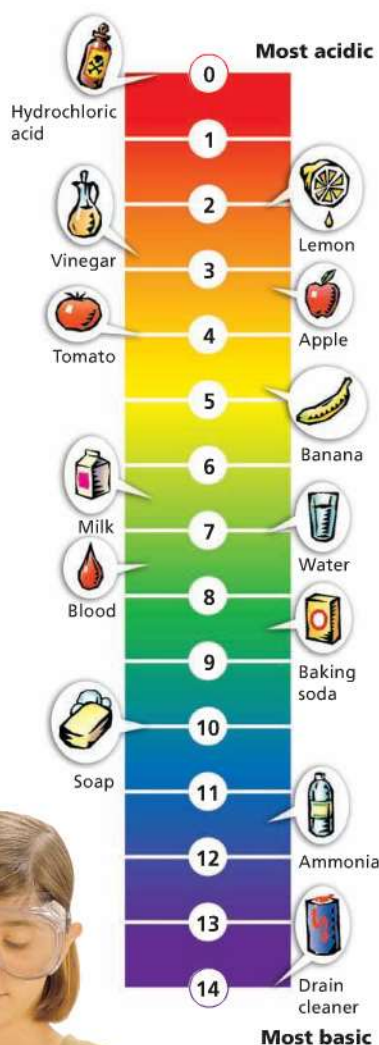 Most acidic
0
Hydrochloric
acid
1
2
Lemon
Vinegar
3
Apple
4
Tomato
5
Banana
6
Milk
7
Water
Blood
8
Baking
soda
9
10
Soap
11
Ammonia
12
13
Drain
cleaner
14
Most basic